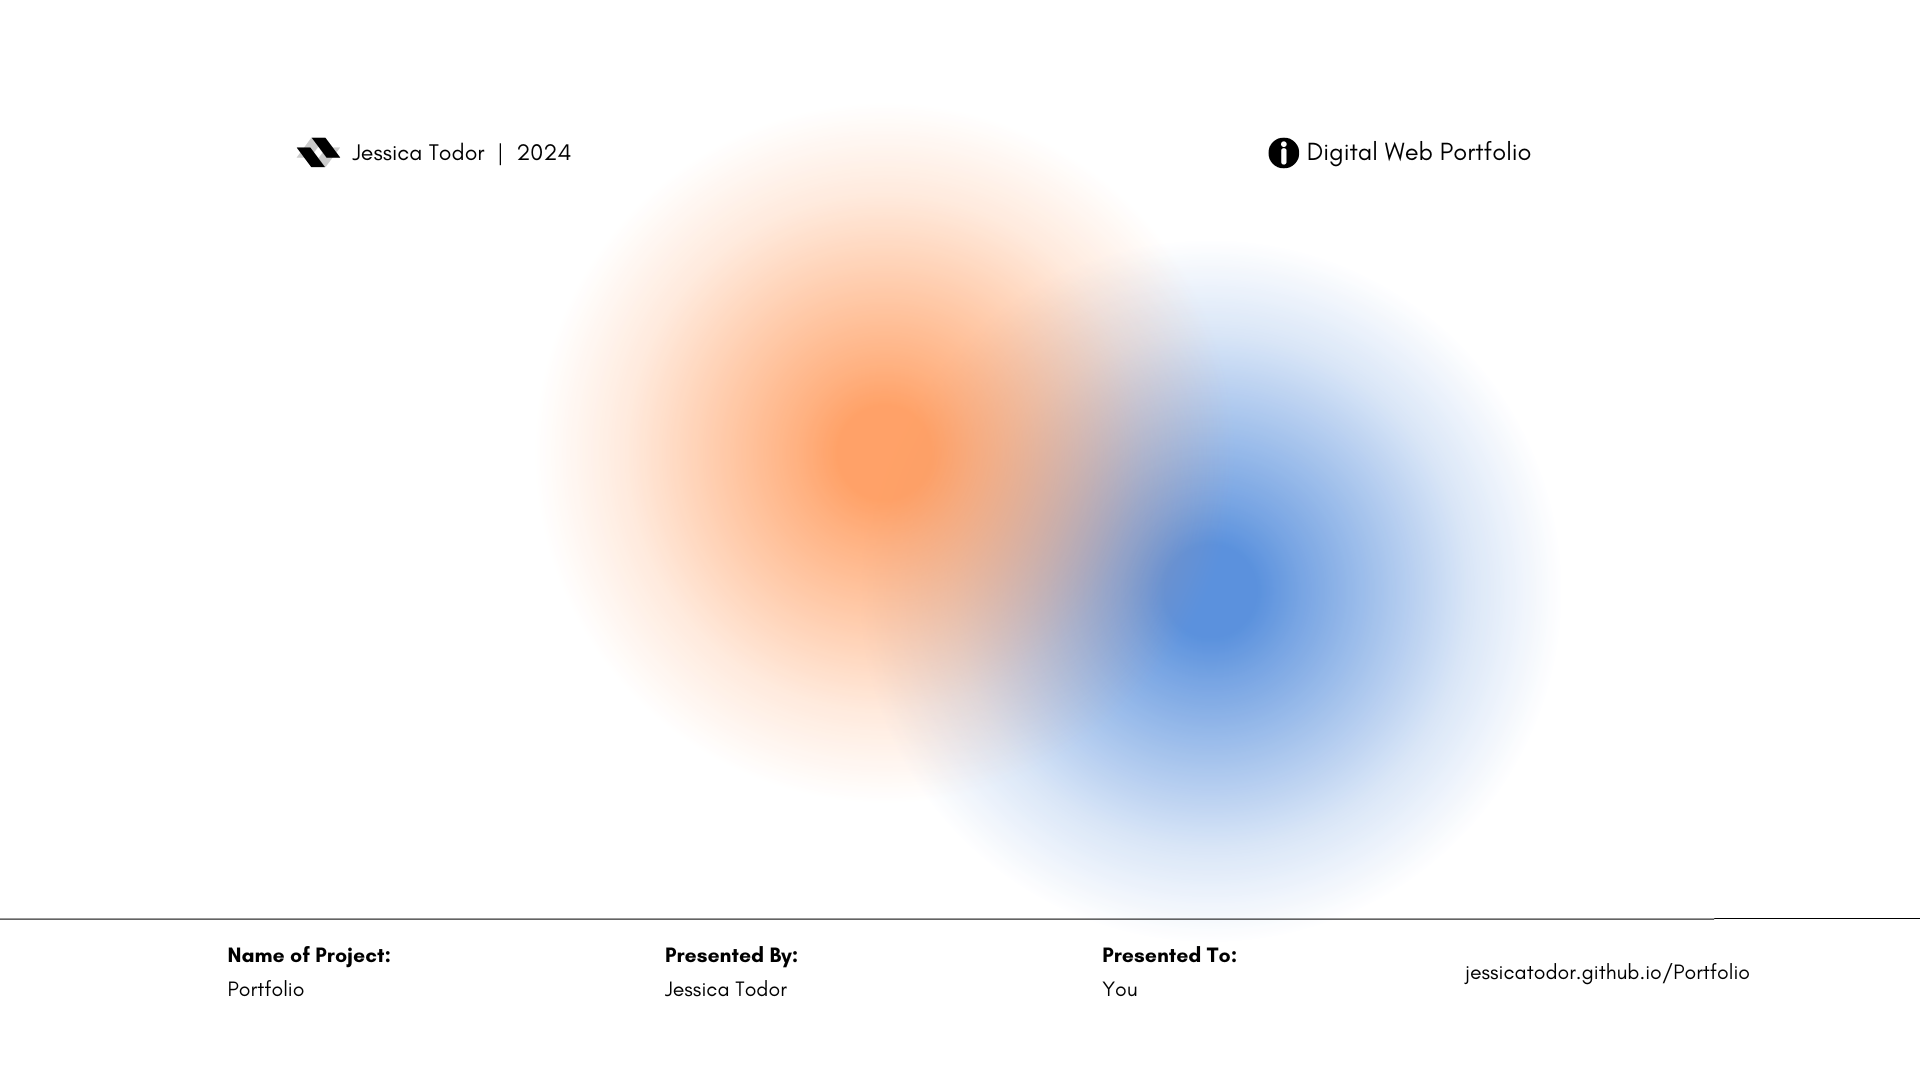 Jessica Todor | 2024
Digital Web Portfolio
Name of Project:
Portfolio
Presented By:
Jessica Todor
Presented To:
You
jessicatodor.github.io/Portfolio